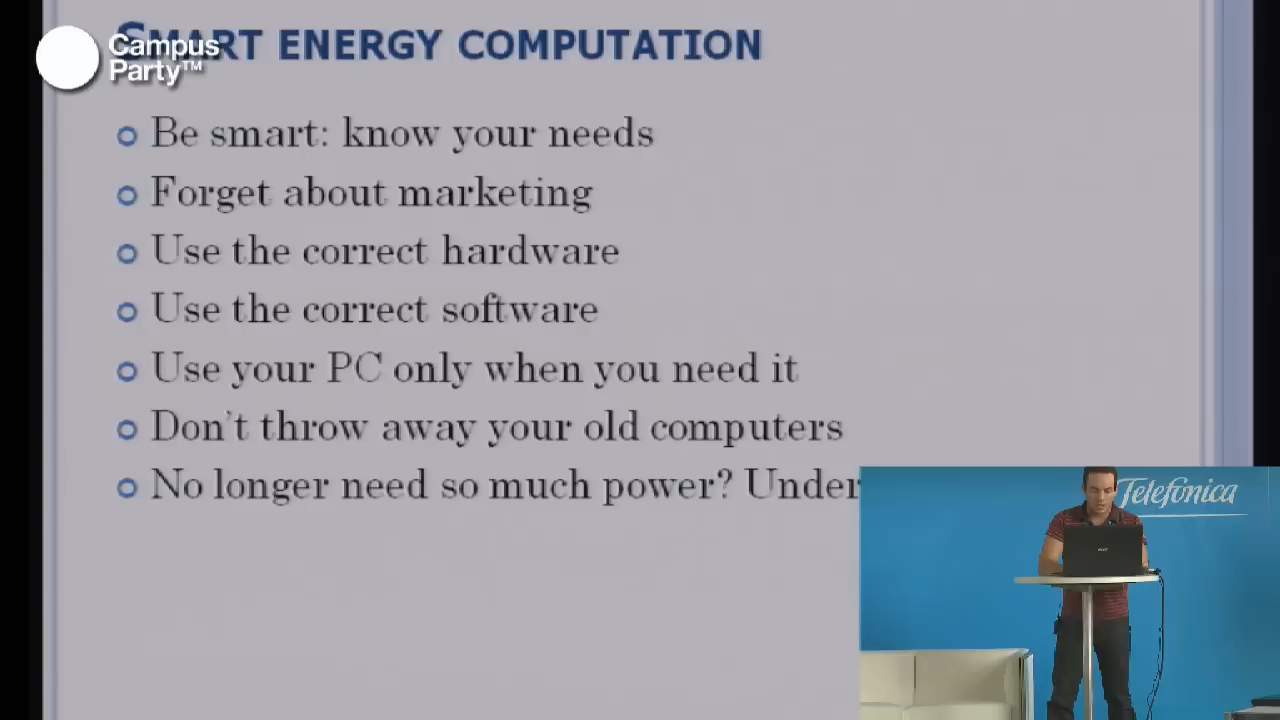 SMART ENERGY COMPUTATION
Campus
Party™
Be smart: know your needs
Forget about marketing
Use the correct hardware
Use the correct software
Use your PC only when you need it
Don't throw away your old computers
No longer need so much power? Under
Telefónica
acer